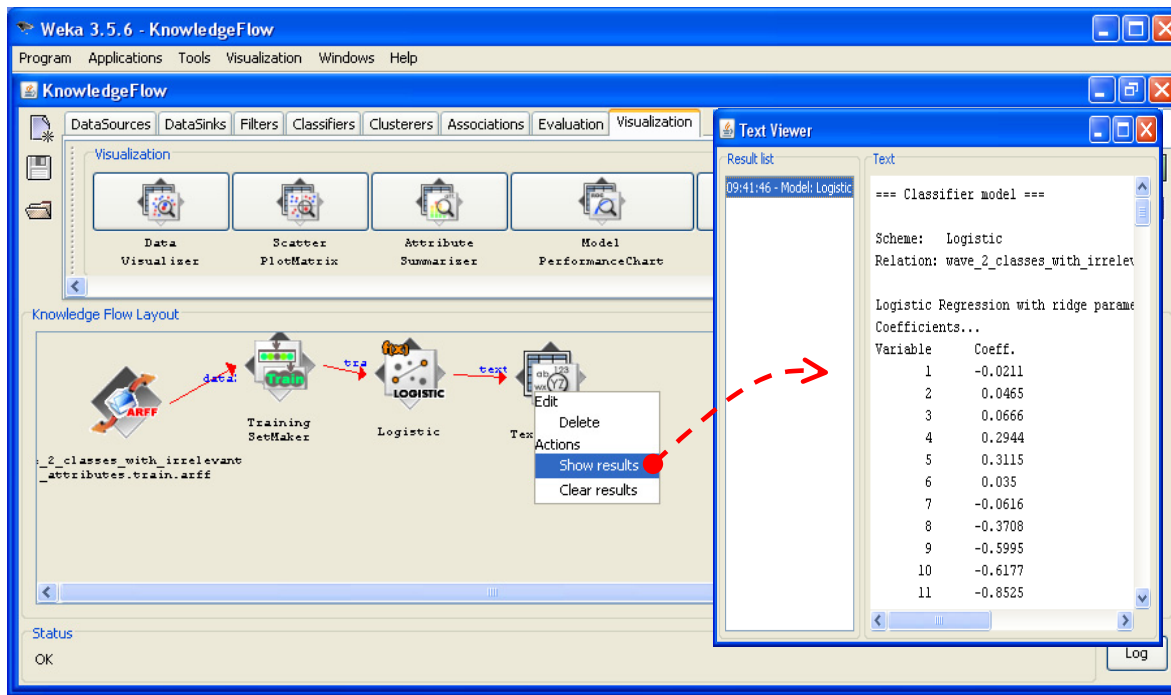 Weka 3.5.6 - KnowledgeFlow
Program Applications Tools Visualization Windows Help
KnowledgeFlow
DataSources DataSinks Filters Classifiers Clusterers Associations Evaluation Visualization
Visualization
Data Visualizer
Scatter PlotMatrix
Attribute Summarizer
Model PerformanceChart
Knowledge Flow Layout
ARFF
_2_classes_with_irrelevant
_attributes.train.arff
data
Train
Training
SetMaker
tra
f(x)
LOGISTIC
Logistic
text
ab 123
wx YZ
Tex
Edit
Delete
Actions
Show results
Clear results
Status
OK
Log
Text Viewer
Result list
09:41:46 - Model: Logistic
Text
=== Classifier model ===
Scheme: Logistic
Relation: wave_2_classes_with_irrelev
Logistic Regression with ridge parame
Coefficients...
Variable Coeff.
1 -0.0211
2 0.0465
3 0.0666
4 0.2944
5 0.3115
6 0.035
7 -0.0616
8 -0.3708
9 -0.5995
10 -0.6177
11 -0.8525